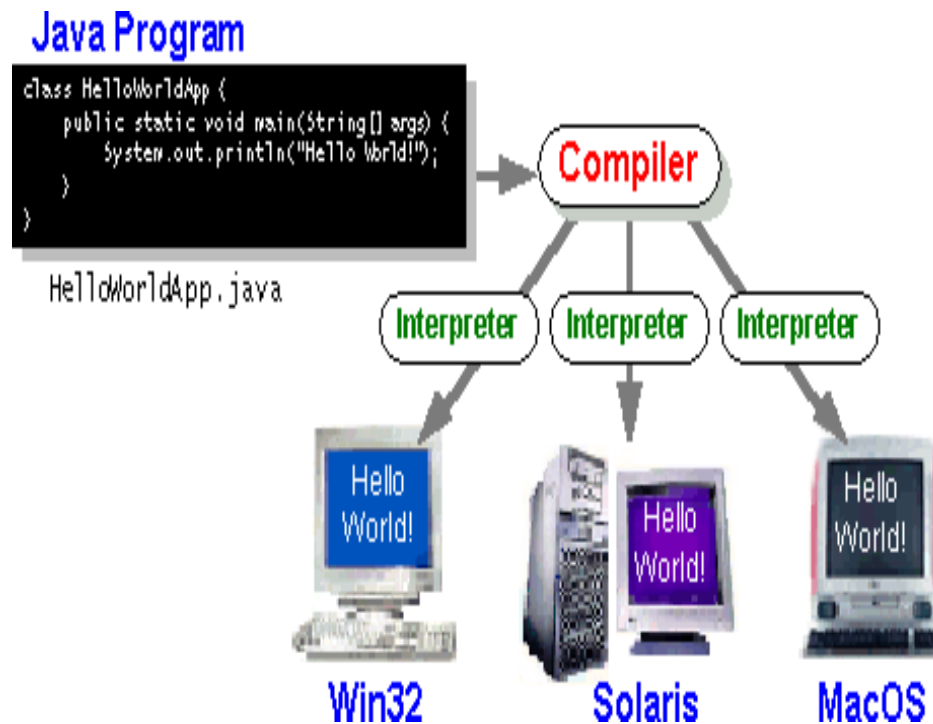 Java Program
class HelloWorldApp {
public static void main(String[] args) {
System.out.println("Hello World!");
}
}
HelloWorldApp.java
Compiler
Interpreter
Interpreter
Interpreter
Hello
World!
Hello
World!
Hello
World!
Win32
Solaris
MacOS